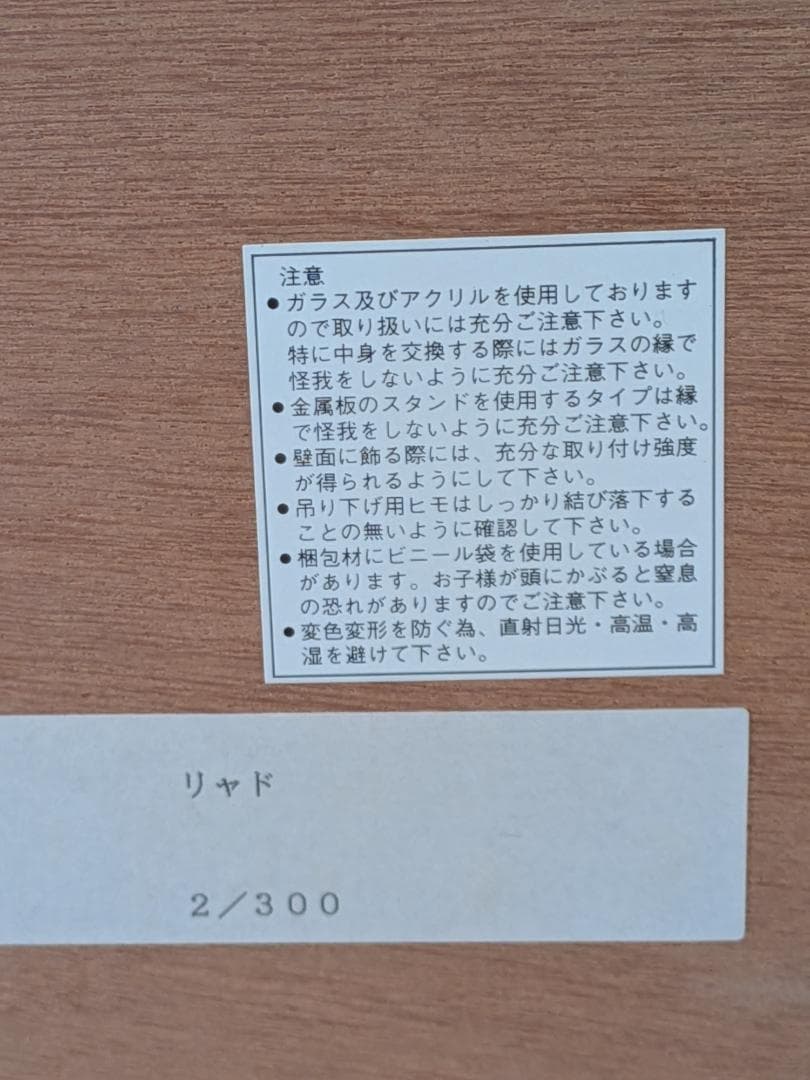 注意
●ガラス及びアクリルを使用しております
ので取り扱いには充分ご注意下さい。
特に中身を交換する際にはガラスの縁で
怪我をしないように充分ご注意下さい。
●金属板のスタンドを使用するタイプは縁
で怪我をしないように充分ご注意下さい。
●壁面に飾る際には、充分な取り付け強度
が得られるようにして下さい。
●吊り下げ用ヒモはしっかり結び落下する
ことの無いように確認して下さい。
●梱包材にビニール袋を使用している場合
があります。お子様が頭にかぶると窒息
の恐れがありますのでご注意下さい。
●変色変形を防ぐ為、直射日光・高温・高
湿を避けて下さい。
リャド
２／３００